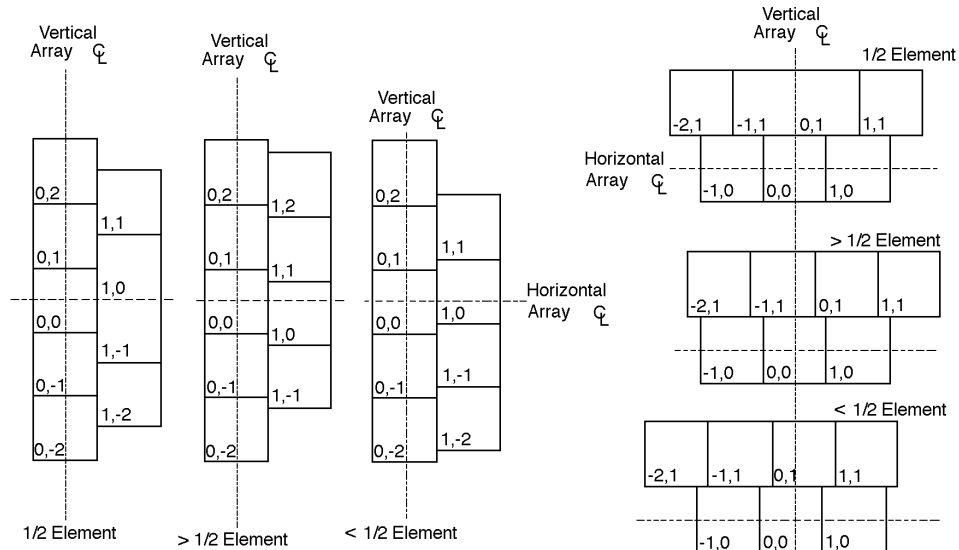 Vertical
Array ℄
0,2
0,1
0,0
0,-1
0,-2
1,1
1,0
1,-1
1,-2
1/2 Element
Vertical
Array ℄
0,2
0,1
0,0
0,-1
0,-2
1,2
1,1
1,0
1,-1
> 1/2 Element
Vertical
Array ℄
0,2
0,1
0,0
0,-1
0,-2
1,1
1,0
1,-1
1,-2
< 1/2 Element
Horizontal
Array ℄
Vertical
Array ℄
1/2 Element
-2,1 -1,1 0,1 1,1
Horizontal
Array ℄
-1,0 0,0 1,0
> 1/2 Element
-2,1 -1,1 0,1 1,1
-1,0 0,0 1,0
< 1/2 Element
-2,1 -1,1 0,1 1,1
-1,0 0,0 1,0